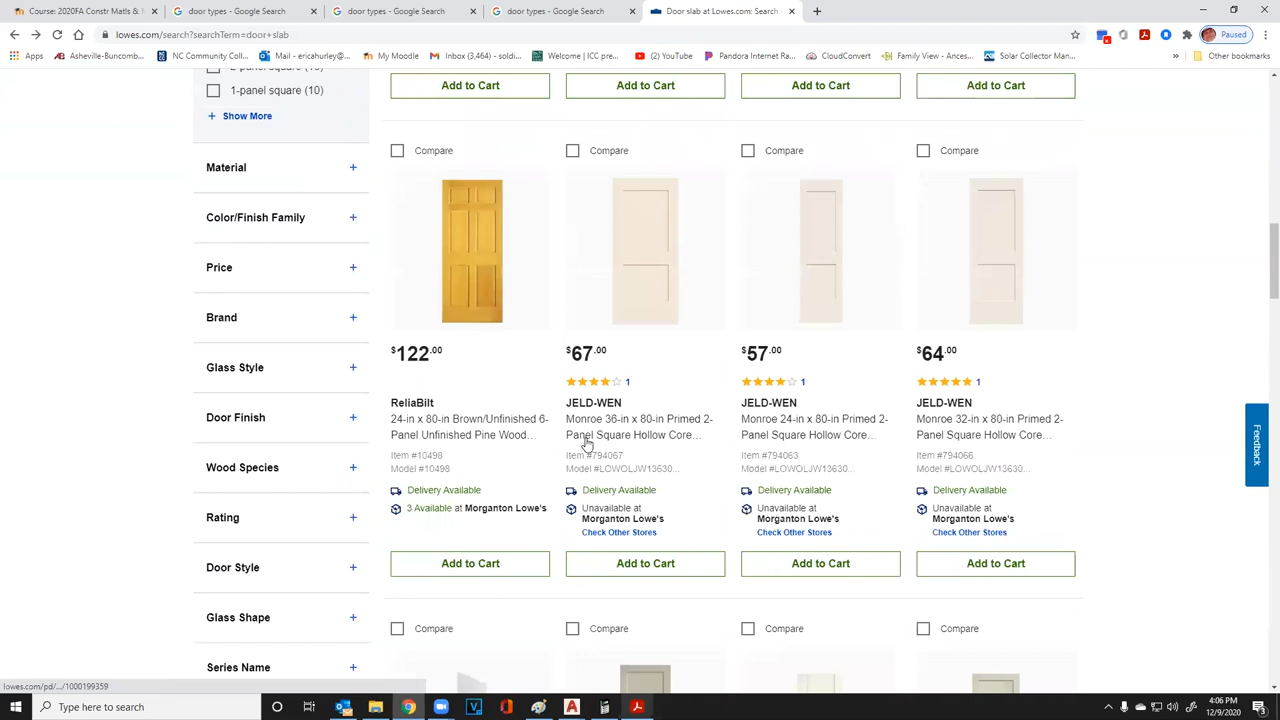 Course: 2020FA Constr Matls &
door types - Google Search
door types - Google Search
door types - Google Search
Door slab at Lowes.com: Search
lowes.com/search?searchTerm=door+slab
Paused
Apps
Asheville-Buncomb...
NC Community Coll...
Mail - ericahurley@...
My Moodle
Inbox (3,464) - soldi...
Welcome | ICC pre...
(2) YouTube
Pandora Internet Ra...
CloudConvert
Family View - Ances...
Solar Collector Man...
»
Other bookmarks
1-panel square (10)
+ Show More
Material +
Color/Finish Family +
Price +
Brand +
Glass Style +
Door Finish +
Wood Species +
Rating +
Door Style +
Glass Shape +
Series Name +
Add to Cart Add to Cart Add to Cart Add to Cart
Compare Compare Compare Compare
$122.00
ReliaBilt
24-in x 80-in Brown/Unfinished 6-
Panel Unfinished Pine Wood...
Item #10498
Model #10498
Delivery Available
3 Available at Morganton Lowe's
Add to Cart
$67.00
1
JELD-WEN
Monroe 36-in x 80-in Primed 2-
Panel Square Hollow Core...
Item #794067
Model #LOWOLJW13630...
Delivery Available
Unavailable at
Morganton Lowe's
Check Other Stores
Add to Cart
$57.00
1
JELD-WEN
Monroe 24-in x 80-in Primed 2-
Panel Square Hollow Core...
Item #794063
Model #LOWOLJW13630...
Delivery Available
Unavailable at
Morganton Lowe's
Check Other Stores
Add to Cart
$64.00
1
JELD-WEN
Monroe 32-in x 80-in Primed 2-
Panel Square Hollow Core...
Item #794066
Model #LOWOLJW13630...
Delivery Available
Unavailable at
Morganton Lowe's
Check Other Stores
Add to Cart
Compare Compare Compare Compare
Feedback
lowes.com/pd/.../1000199359
Type here to search
4:06 PM
12/9/2020